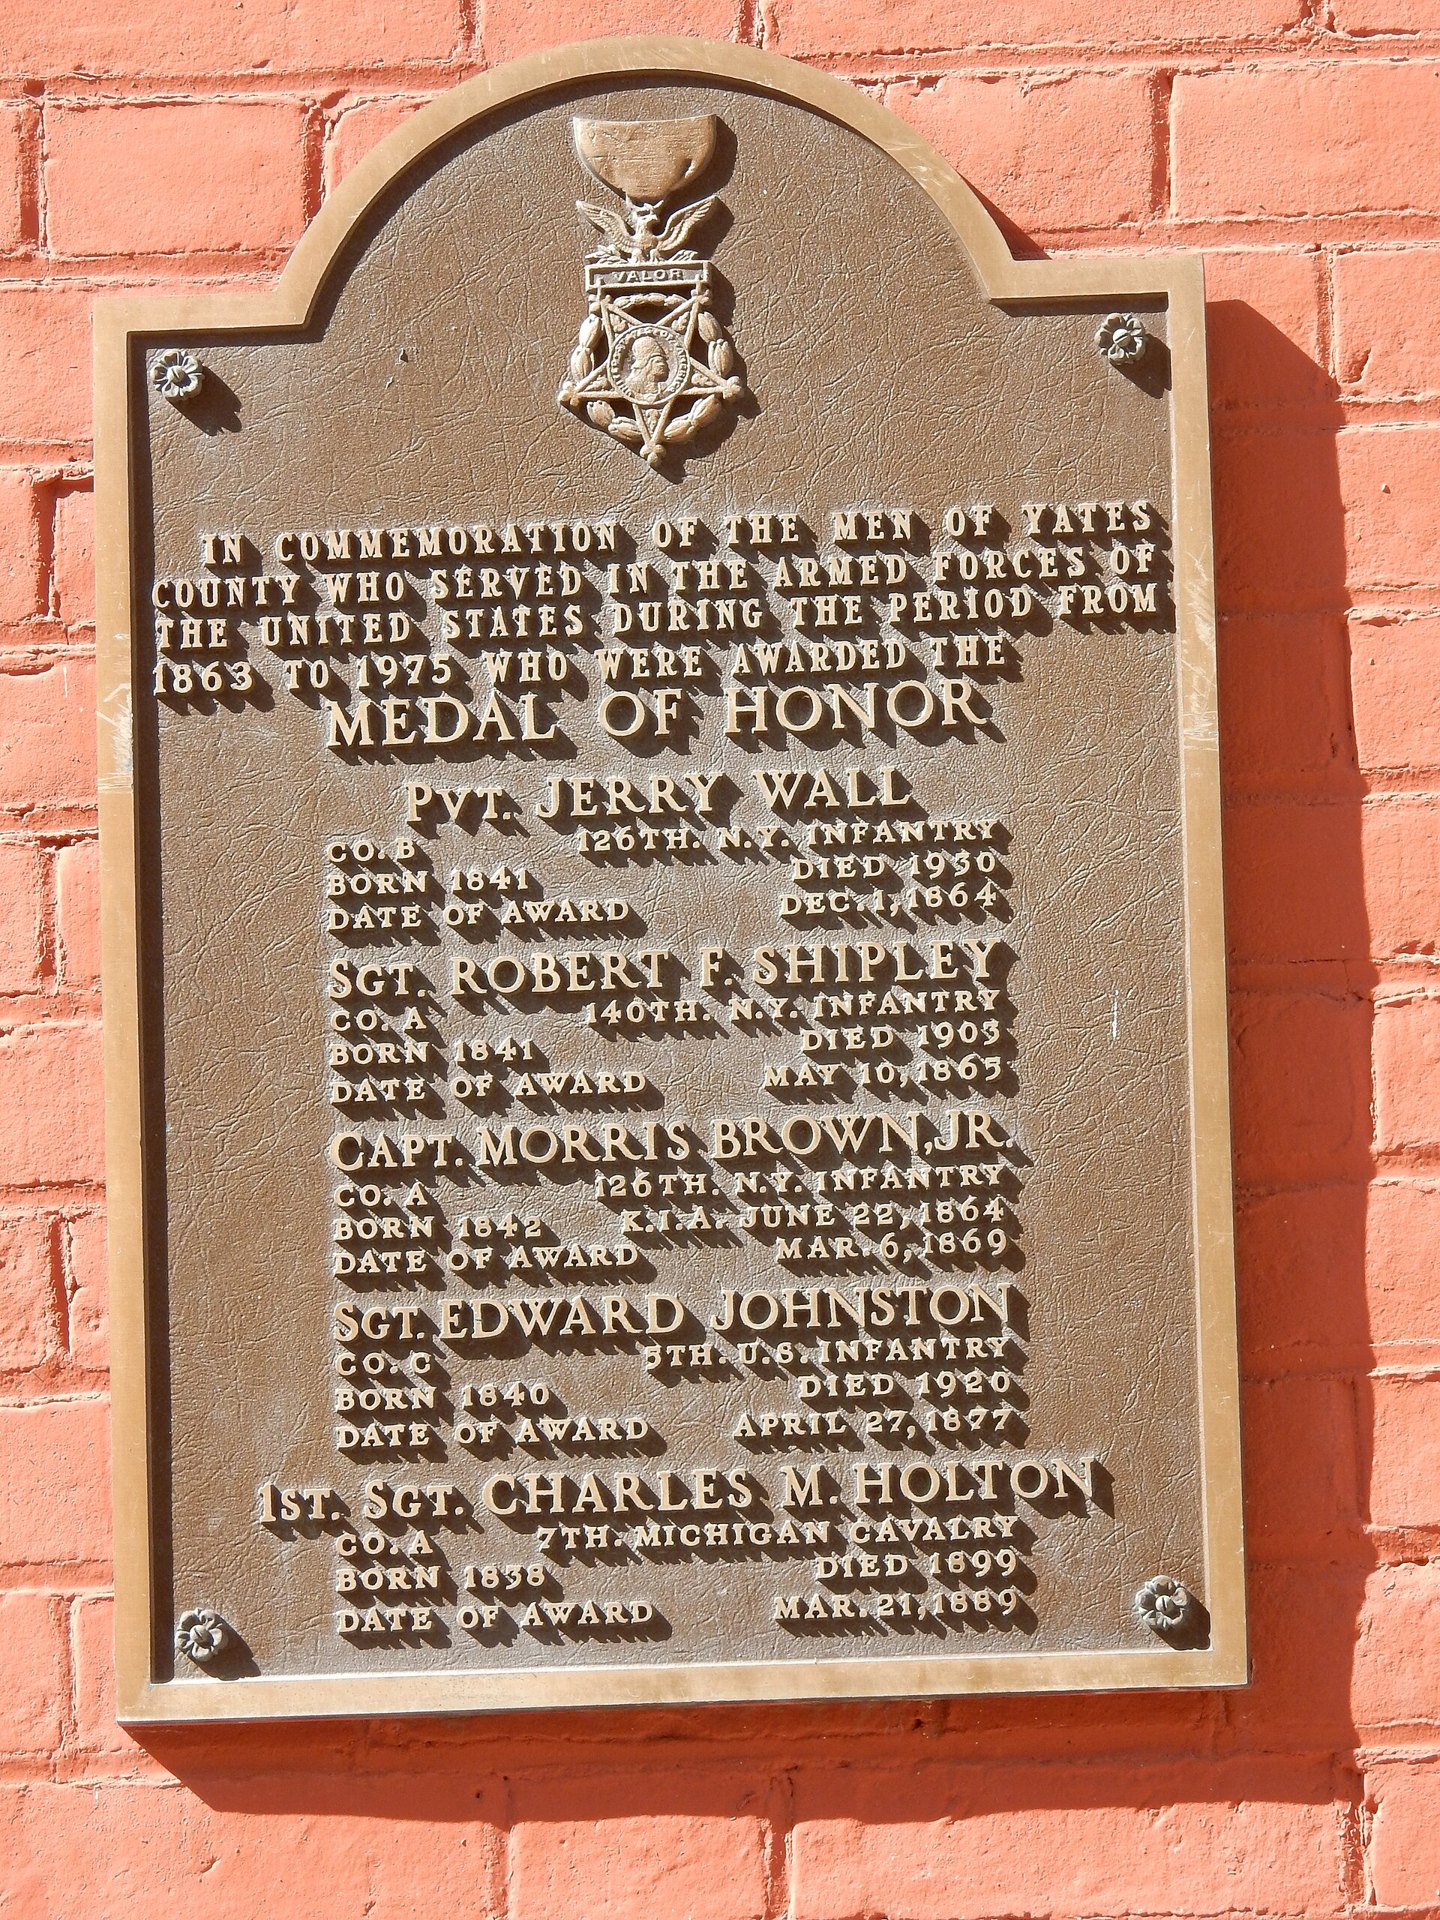 VALOR
IN COMMEMORATION OF THE MEN OF YATES
COUNTY WHO SERVED IN THE ARMED FORCES OF
THE UNITED STATES DURING THE PERIOD FROM
1863 TO 1975 WHO WERE AWARDED THE
MEDAL OF HONOR
PVT. JERRY WALL
CO. B 126TH. N.Y. INFANTRY
BORN 1841 DIED 1930
DATE OF AWARD DEC. 1, 1864
SGT. ROBERT F. SHIPLEY
CO. A 140TH. N.Y. INFANTRY
BORN 1841 DIED 1903
DATE OF AWARD MAY 10, 1865
CAPT. MORRIS BROWN, JR.
CO. A 126TH. N.Y. INFANTRY
BORN 1842 K.I.A. JUNE 22, 1864
DATE OF AWARD MAR. 6, 1869
SGT. EDWARD JOHNSTON
CO. C 5TH. U.S. INFANTRY
BORN 1840 DIED 1920
DATE OF AWARD APRIL 27, 1877
1ST. SGT. CHARLES M. HOLTON
CO. A 7TH. MICHIGAN CAVALRY
BORN 1838 DIED 1899
DATE OF AWARD MAR. 21, 1889